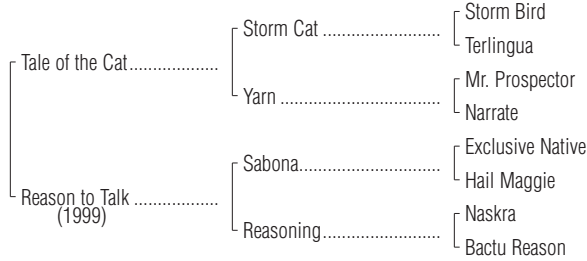 Storm Bird
Storm Cat ..........................
Terlingua
Tale of the Cat...................
Mr. Prospector
Yarn ...................................
Narrate
Exclusive Native
Sabona...............................
Hail Maggie
Reason to Talk ..................
(1999)
Naskra
Reasoning..........................
Bactu Reason